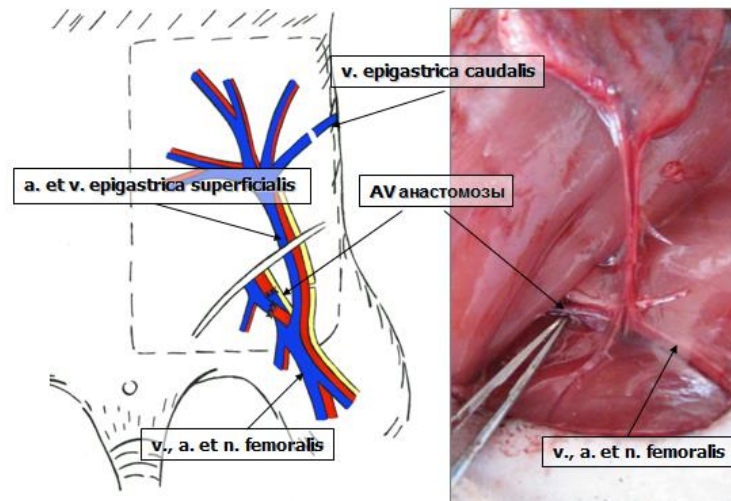 v. epigastrica caudalis
a. et v. epigastrica superficialis
AV анастомозы
v., a. et n. femoralis
v., a. et n. femoralis